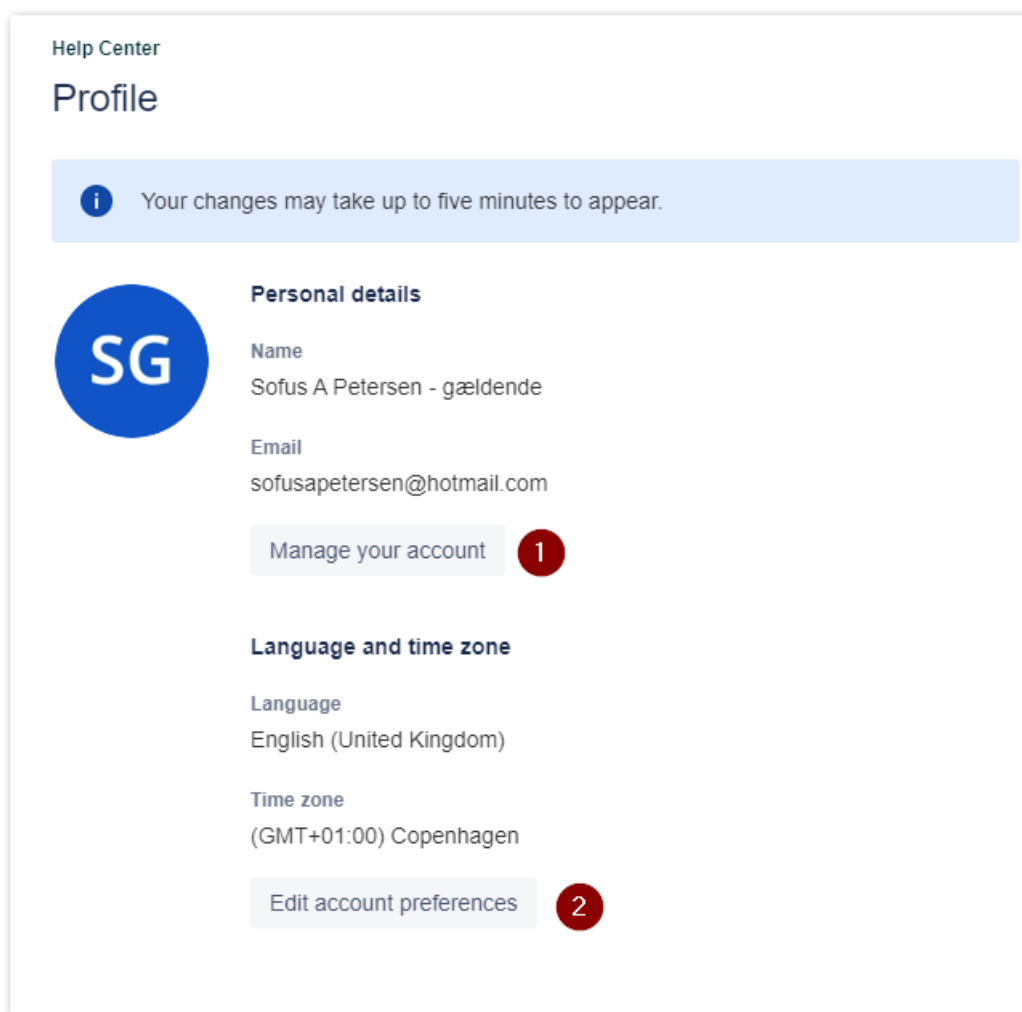 Help Center
Profile
i
Your changes may take up to five minutes to appear.
SG
Personal details
Name
Sofus A Petersen - gældende
Email
sofusapetersen@hotmail.com
Manage your account
1
Language and time zone
Language
English (United Kingdom)
Time zone
(GMT+01:00) Copenhagen
Edit account preferences
2